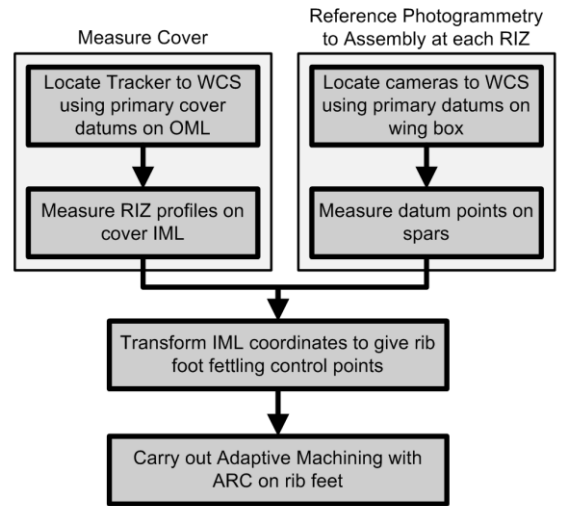 Measure Cover
Locate Tracker to WCS
using primary cover
datums on OML
Measure RIZ profiles on
cover IML
Reference Photogrammetry
to Assembly at each RIZ
Locate cameras to WCS
using primary datums on
wing box
Measure datum points on
spars
Transform IML coordinates to give rib
foot fettling control points
Carry out Adaptive Machining with
ARC on rib feet